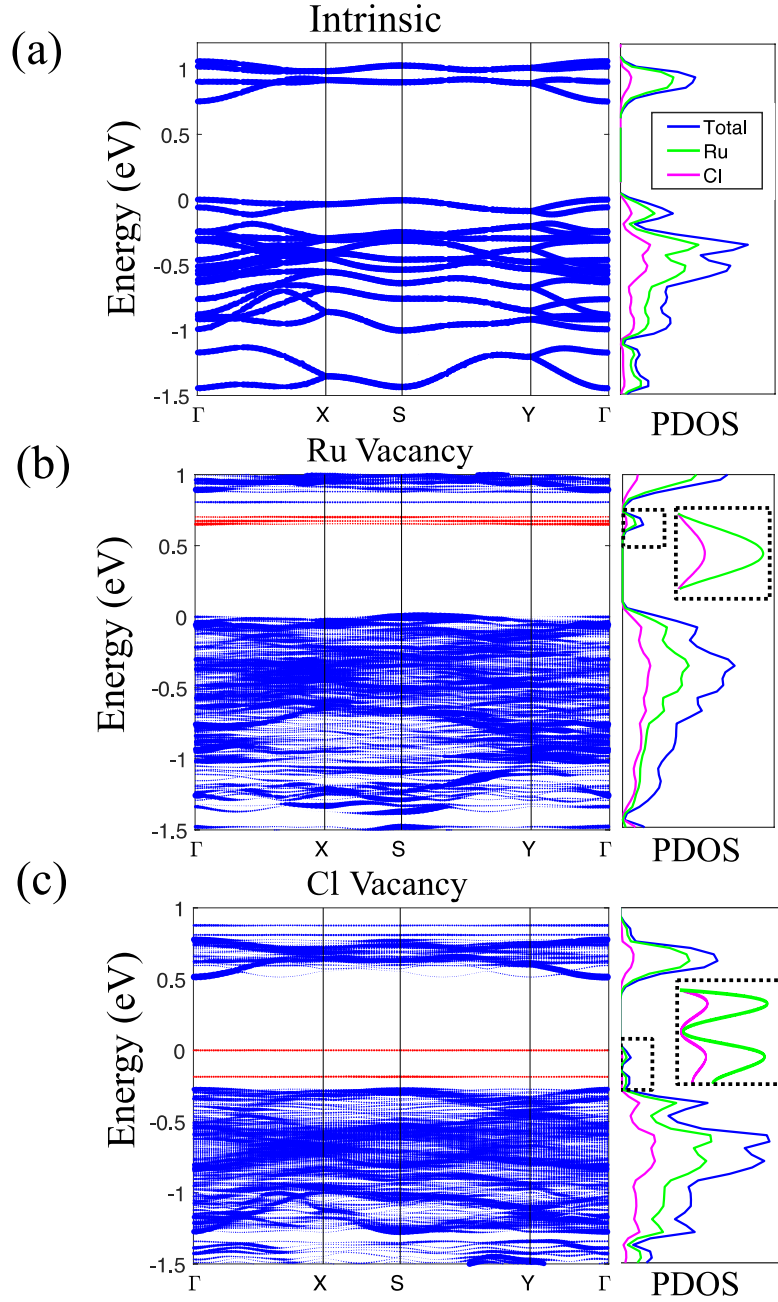 Intrinsic
(a)
Energy (eV)
1
0.5
0
-0.5
-1
-1.5
Γ X S Y Γ
Total
Ru
Cl
PDOS
Ru Vacancy
(b)
Energy (eV)
1
0.5
0
-0.5
-1
-1.5
Γ X S Y Γ
PDOS
Cl Vacancy
(c)
Energy (eV)
1
0.5
0
-0.5
-1
-1.5
Γ X S Y Γ
PDOS